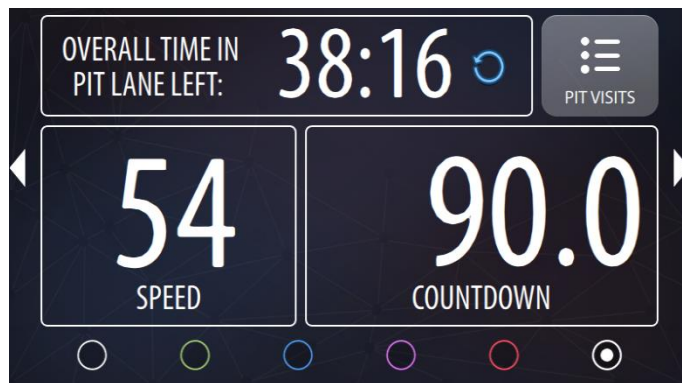 OVERALL TIME IN
PIT LANE LEFT:
38:16
PIT VISITS
54
SPEED
90.0
COUNTDOWN